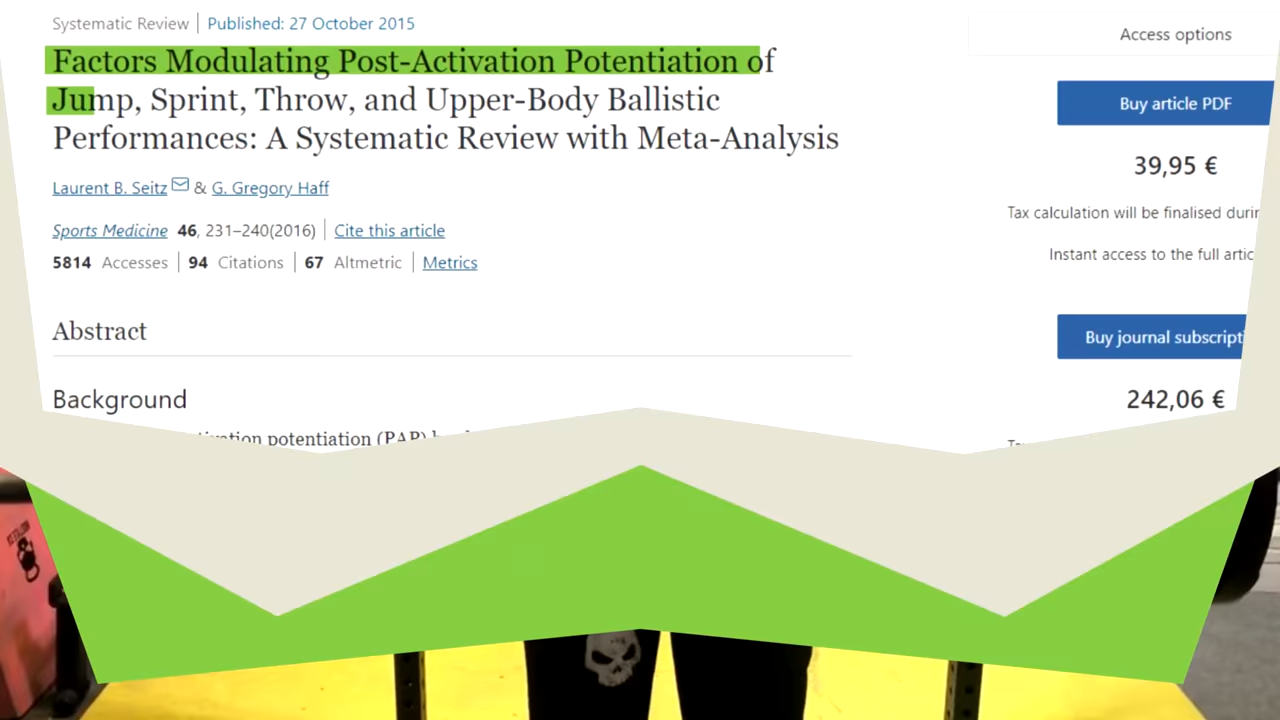 Systematic Review | Published: 27 October 2015
Factors Modulating Post-Activation Potentiation of
Jump, Sprint, Throw, and Upper-Body Ballistic
Performances: A Systematic Review with Meta-Analysis
Laurent B. Seitz & G. Gregory Haff
Sports Medicine 46, 231–240(2016) | Cite this article
5814 Accesses | 94 Citations | 67 Altmetric | Metrics
Abstract
Background
potentiation (PAP)
Access options
Buy article PDF
39,95 €
Tax calculation will be finalised
Instant access to the full
Buy journal
242,06 €